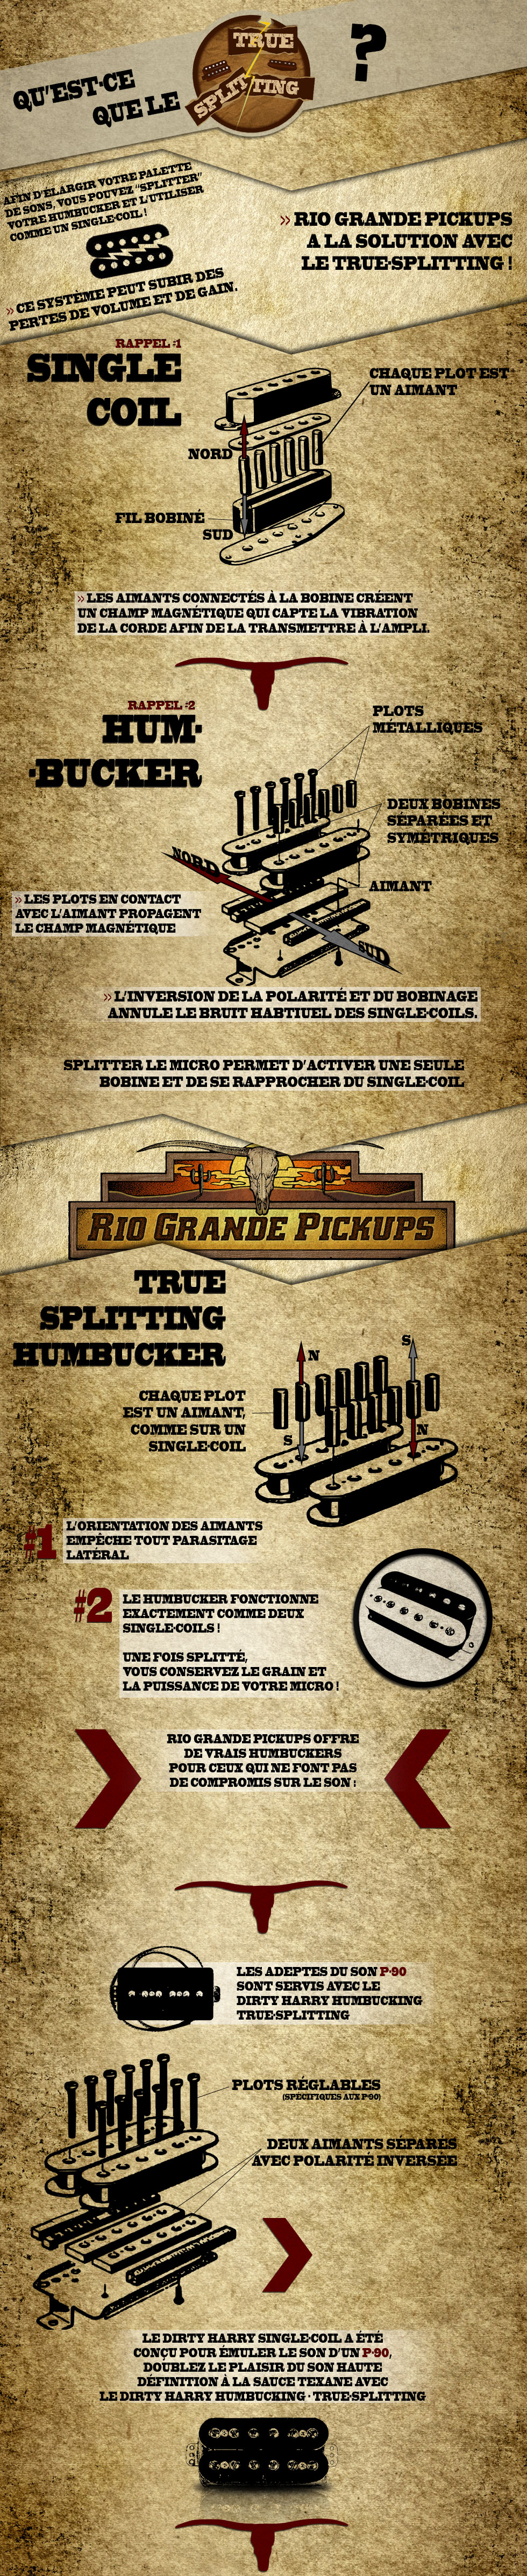 QU'EST-CE
QUE LE
TRUE
SPLITTING
?
AFIN D'ÉLARGIR VOTRE PALETTE
DE SONS, VOUS POUVEZ "SPLITTER"
VOTRE HUMBUCKER ET L'UTILISER
COMME UN SINGLE-COIL !
» CE SYSTÈME PEUT SUBIR DES
PERTES DE VOLUME ET DE GAIN.
» RIO GRANDE PICKUPS
A LA SOLUTION AVEC
LE TRUE-SPLITTING !
RAPPEL #1
SINGLE
COIL
CHAQUE PLOT EST
UN AIMANT
NORD
FIL BOBINÉ
SUD
» LES AIMANTS CONNECTÉS À LA BOBINE CRÉENT
UN CHAMP MAGNÉTIQUE QUI CAPTE LA VIBRATION
DE LA CORDE AFIN DE LA TRANSMETTRE À L'AMPLI.
RAPPEL #2
HUM-
-BUCKER
PLOTS
MÉTALLIQUES
DEUX BOBINES
SÉPARÉES ET
SYMÉTRIQUES
NORD
AIMANT
» LES PLOTS EN CONTACT
AVEC L'AIMANT PROPAGENT
LE CHAMP MAGNÉTIQUE
SUD
» L'INVERSION DE LA POLARITÉ ET DU BOBINAGE
ANNULE LE BRUIT HABTIUEL DES SINGLE-COILS.
SPLITTER LE MICRO PERMET D'ACTIVER UNE SEULE
BOBINE ET DE SE RAPPROCHER DU SINGLE-COIL
RIO GRANDE PICKUPS
TRUE
SPLITTING
HUMBUCKER
N
S
S
N
CHAQUE PLOT
EST UN AIMANT,
COMME SUR UN
SINGLE-COIL
#1
L'ORIENTATION DES AIMANTS
EMPÊCHE TOUT PARASITAGE
LATÉRAL
#2
LE HUMBUCKER FONCTIONNE
EXACTEMENT COMME DEUX
SINGLE-COILS !
UNE FOIS SPLITTÉ,
VOUS CONSERVEZ LE GRAIN ET
LA PUISSANCE DE VOTRE MICRO !
RIO GRANDE PICKUPS OFFRE
DE VRAIS HUMBUCKERS
POUR CEUX QUI NE FONT PAS
DE COMPROMIS SUR LE SON :
LES ADEPTES DU SON P-90
SONT SERVIS AVEC LE
DIRTY HARRY HUMBUCKING
TRUE-SPLITTING
PLOTS RÉGLABLES
(SPÉCIFIQUES AUX P-90)
DEUX AIMANTS SÉPARÉS
AVEC POLARITÉ INVERSÉE
LE DIRTY HARRY SINGLE-COIL A ÉTÉ
CONÇU POUR ÉMULER LE SON D'UN P-90,
DOUBLEZ LE PLAISIR DU SON HAUTE
DÉFINITION À LA SAUCE TEXANE AVEC
LE DIRTY HARRY HUMBUCKING - TRUE-SPLITTING